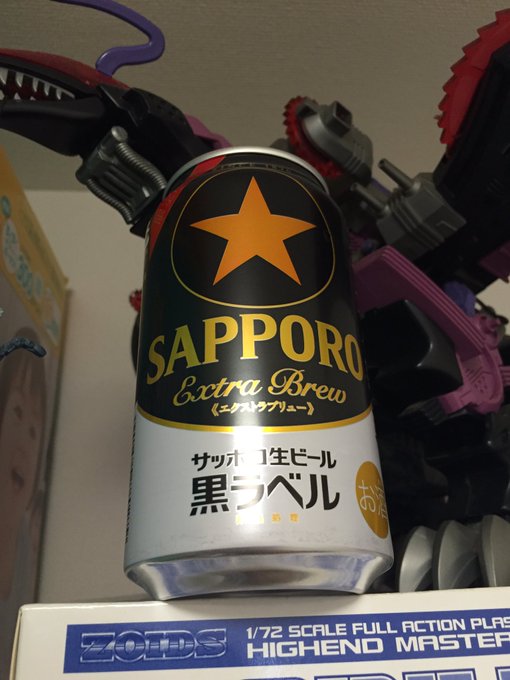 SAPPORO
Extra Brew
《エクストラブリュー》
サッポロ生ビール
黒ラベル
お酒
ZOIDS
1/72 SCALE FULL ACTION PLAS
HIGHEND MASTER